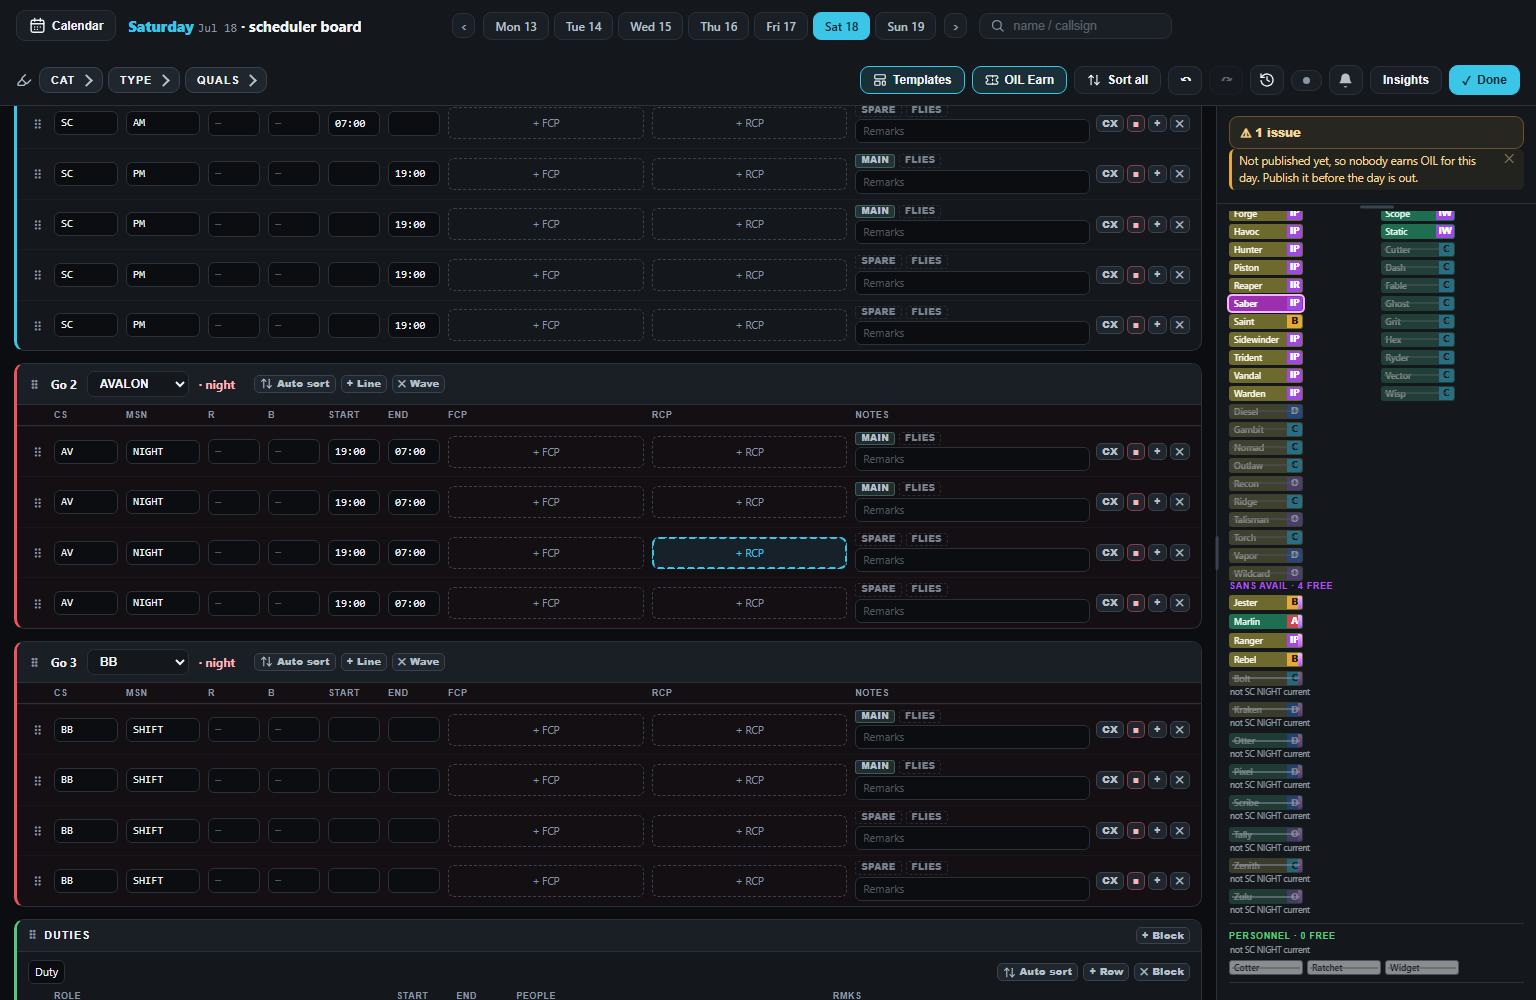 Calendar
Saturday Jul 18 · scheduler board
‹ Mon 13 Tue 14 Wed 15 Thu 16 Fri 17 Sat 18 Sun 19 ›
name / callsign
CAT TYPE QUALS
Templates OIL Earn Sort all Insights ✓ Done
SC AM – – 07:00 + FCP + RCP SPARE FLIES Remarks CX ■ + ✕
SC PM – – 19:00 + FCP + RCP MAIN FLIES Remarks CX ■ + ✕
SC PM – – 19:00 + FCP + RCP MAIN FLIES Remarks CX ■ + ✕
SC PM – – 19:00 + FCP + RCP SPARE FLIES Remarks CX ■ + ✕
SC PM – – 19:00 + FCP + RCP SPARE FLIES Remarks CX ■ + ✕
Go 2 AVALON · night Auto sort + Line ✕ Wave
CS MSN R B START END FCP RCP NOTES
AV NIGHT – – 19:00 07:00 + FCP + RCP MAIN FLIES Remarks CX ■ + ✕
AV NIGHT – – 19:00 07:00 + FCP + RCP MAIN FLIES Remarks CX ■ + ✕
AV NIGHT – – 19:00 07:00 + FCP + RCP SPARE FLIES Remarks CX ■ + ✕
AV NIGHT – – 19:00 07:00 + FCP + RCP SPARE FLIES Remarks CX ■ + ✕
Go 3 BB · night Auto sort + Line ✕ Wave
CS MSN R B START END FCP RCP NOTES
BB SHIFT – – + FCP + RCP MAIN FLIES Remarks CX ■ + ✕
BB SHIFT – – + FCP + RCP MAIN FLIES Remarks CX ■ + ✕
BB SHIFT – – + FCP + RCP SPARE FLIES Remarks CX ■ + ✕
BB SHIFT – – + FCP + RCP SPARE FLIES Remarks CX ■ + ✕
DUTIES + Block
Duty Auto sort + Row ✕ Block
ROLE START END PEOPLE RMKS
⚠ 1 issue
Not published yet, so nobody earns OIL for this
day. Publish it before the day is out.
Forge IP Scope IW
Havoc IP Static IW
Hunter IP Cutter C
Piston IP Dash C
Reaper IR Fable C
Saber IP Ghost C
Saint B Grit C
Sidewinder IP Hex C
Trident IP Ryder C
Vandal IP Vector C
Warden IP Wisp C
Diesel D
Gambit C
Nomad C
Outlaw C
Recon O
Ridge C
Talisman O
Torch C
Vapor D
Wildcard O
SANS AVAIL · 4 FREE
Jester B
Marlin A
Ranger IP
Rebel B
Bolt C
not SC NIGHT current
Kraken D
not SC NIGHT current
Otter D
not SC NIGHT current
Pixel D
not SC NIGHT current
Scribe D
not SC NIGHT current
Tally O
not SC NIGHT current
Zenith C
not SC NIGHT current
Zulu O
not SC NIGHT current
PERSONNEL · 0 FREE
not SC NIGHT current
Cotter Ratchet Widget